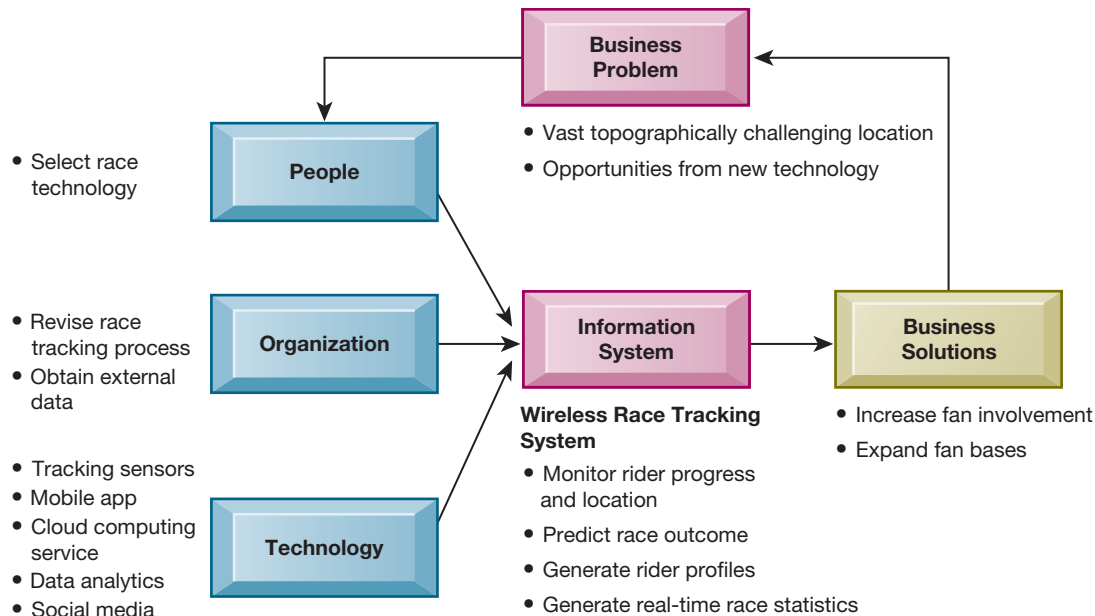 Business
Problem
• Vast topographically challenging location
• Opportunities from new technology
• Select race
technology
People
• Revise race
tracking process
• Obtain external
data
Organization
Information
System
Business
Solutions
Wireless Race Tracking
System
• Monitor rider progress
and location
• Predict race outcome
• Generate rider profiles
• Generate real-time race statistics
• Increase fan involvement
• Expand fan bases
• Tracking sensors
• Mobile app
• Cloud computing
service
• Data analytics
• Social media
Technology